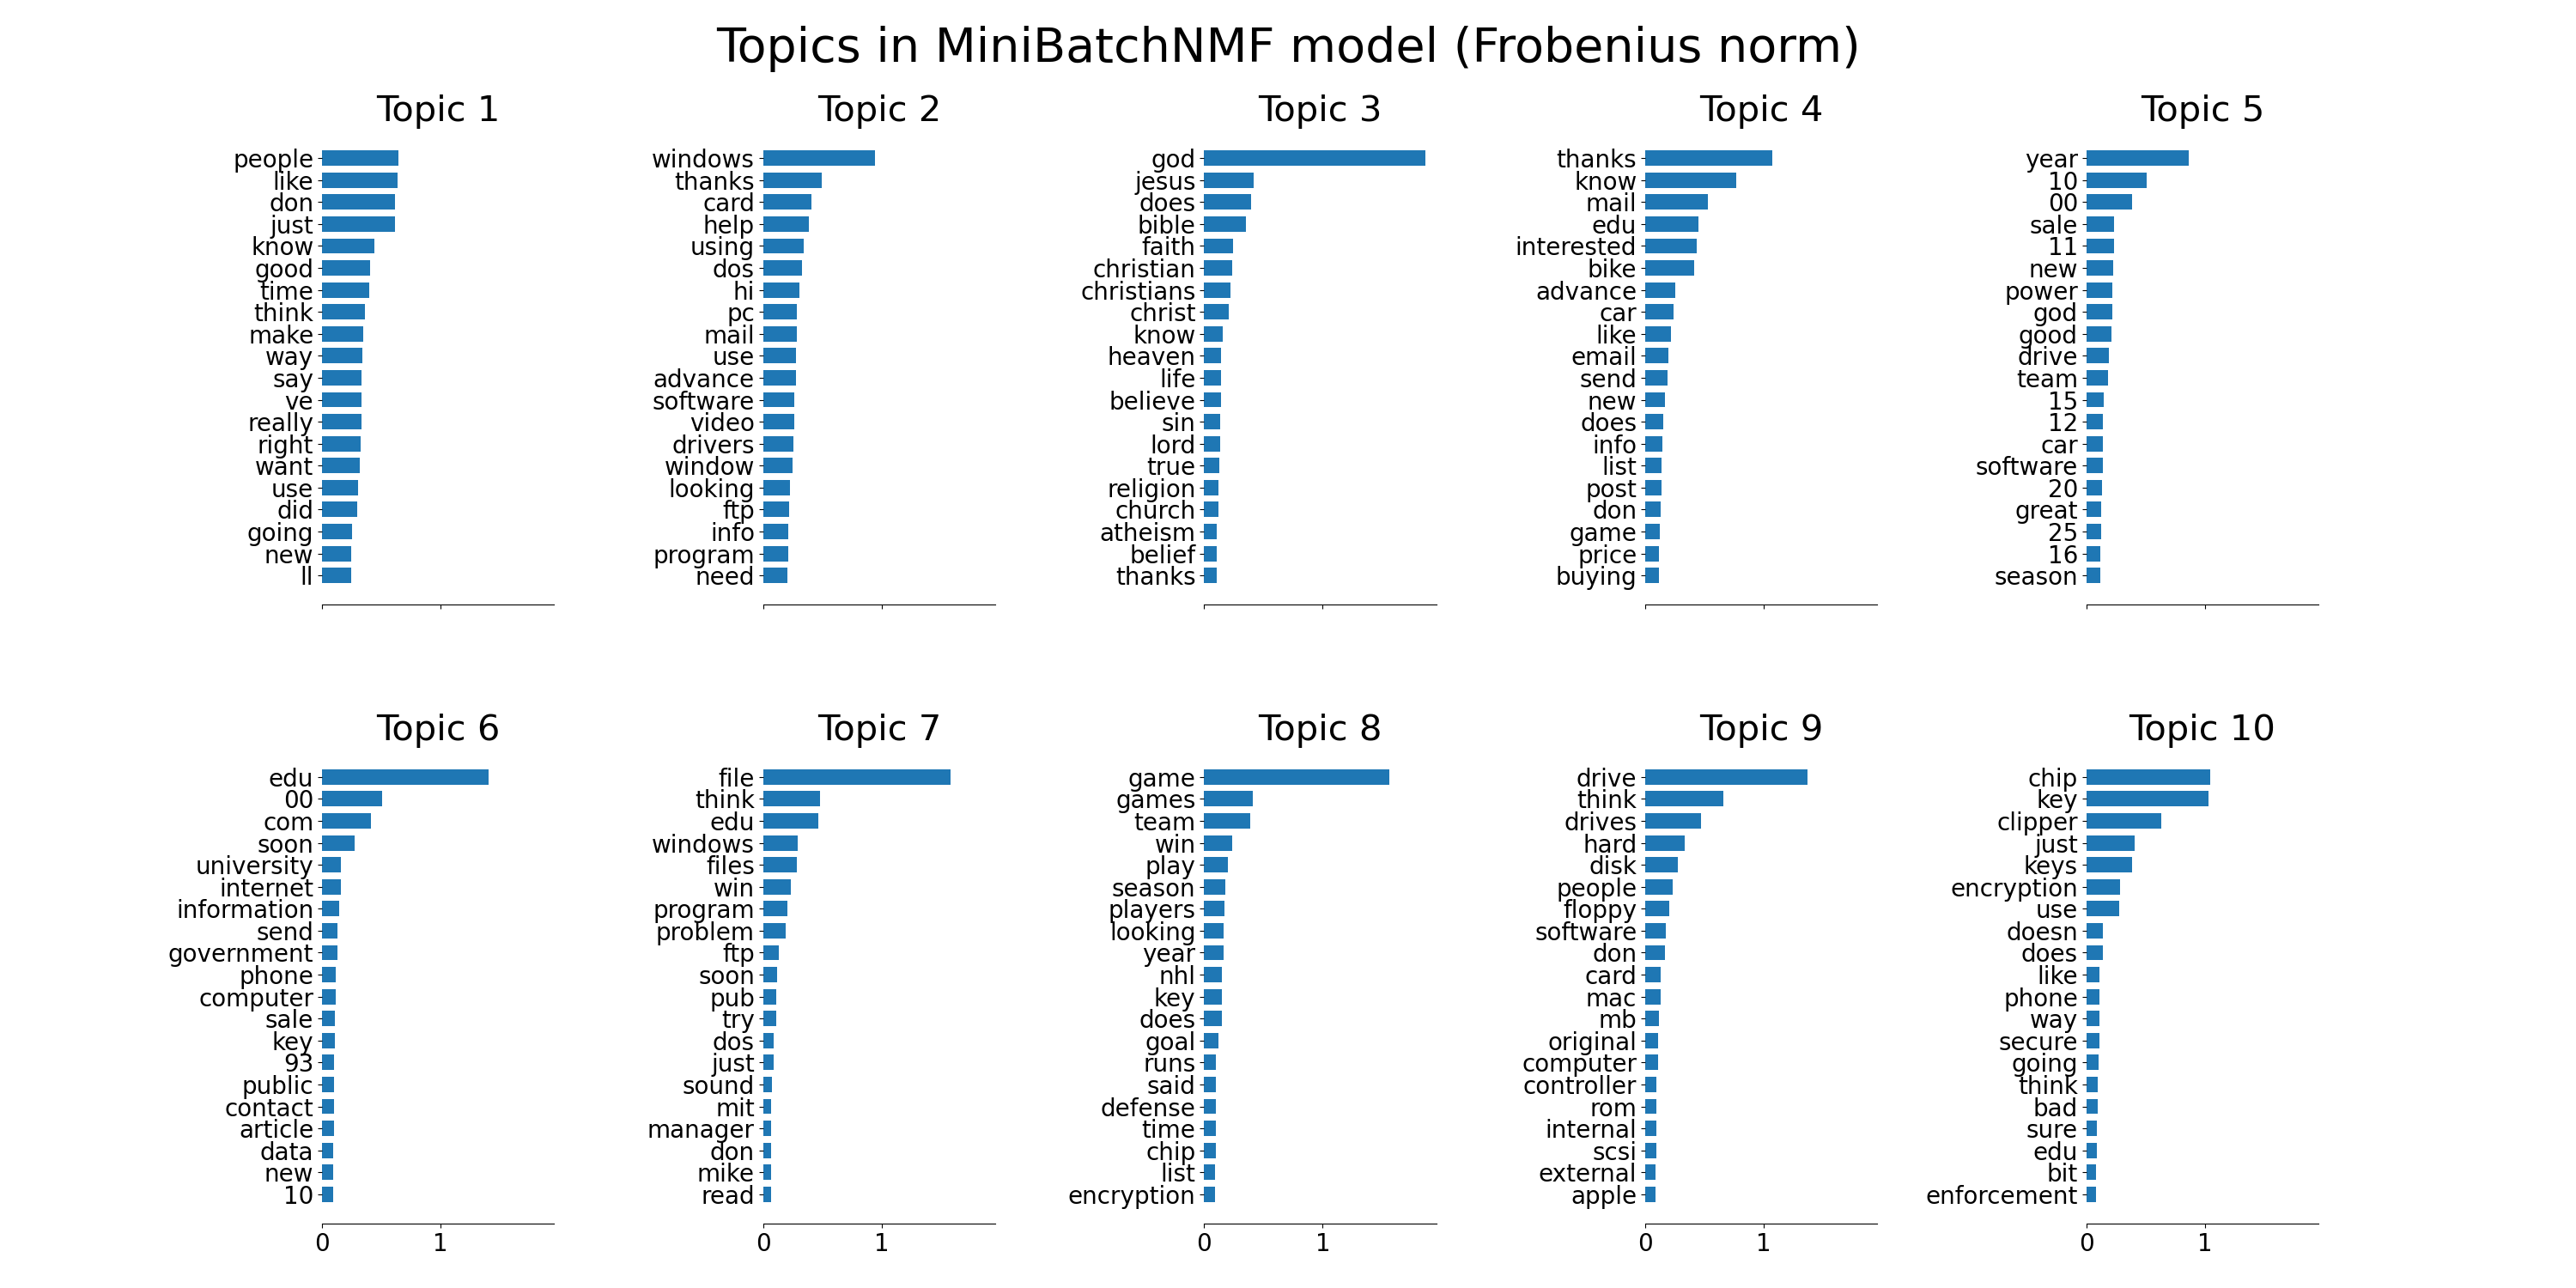 Topics in MiniBatchNMF model (Frobenius norm)
Topic 1
people
like
don
just
know
good
time
think
make
way
say
ve
really
right
want
use
did
going
new
ll
Topic 2
windows
thanks
card
help
using
dos
hi
pc
mail
use
advance
software
video
drivers
window
looking
ftp
info
program
need
Topic 3
god
jesus
does
bible
faith
christian
christians
christ
know
heaven
life
believe
sin
lord
true
religion
church
atheism
belief
thanks
Topic 4
thanks
know
mail
edu
interested
bike
advance
car
like
email
send
new
does
info
list
post
don
game
price
buying
Topic 5
year
10
00
sale
11
new
power
god
good
drive
team
15
12
car
software
20
great
25
16
season
Topic 6
edu
00
com
soon
university
internet
information
send
government
phone
computer
sale
key
93
public
contact
article
data
new
10
0 1
Topic 7
file
think
edu
windows
files
win
program
problem
ftp
soon
pub
try
dos
just
sound
mit
manager
don
mike
read
0 1
Topic 8
game
games
team
win
play
season
players
looking
year
nhl
key
does
goal
runs
said
defense
time
chip
list
encryption
0 1
Topic 9
drive
think
drives
hard
disk
people
floppy
software
don
card
mac
mb
original
computer
controller
rom
internal
scsi
external
apple
0 1
Topic 10
chip
key
clipper
just
keys
encryption
use
doesn
does
like
phone
way
secure
going
think
bad
sure
edu
bit
enforcement
0 1